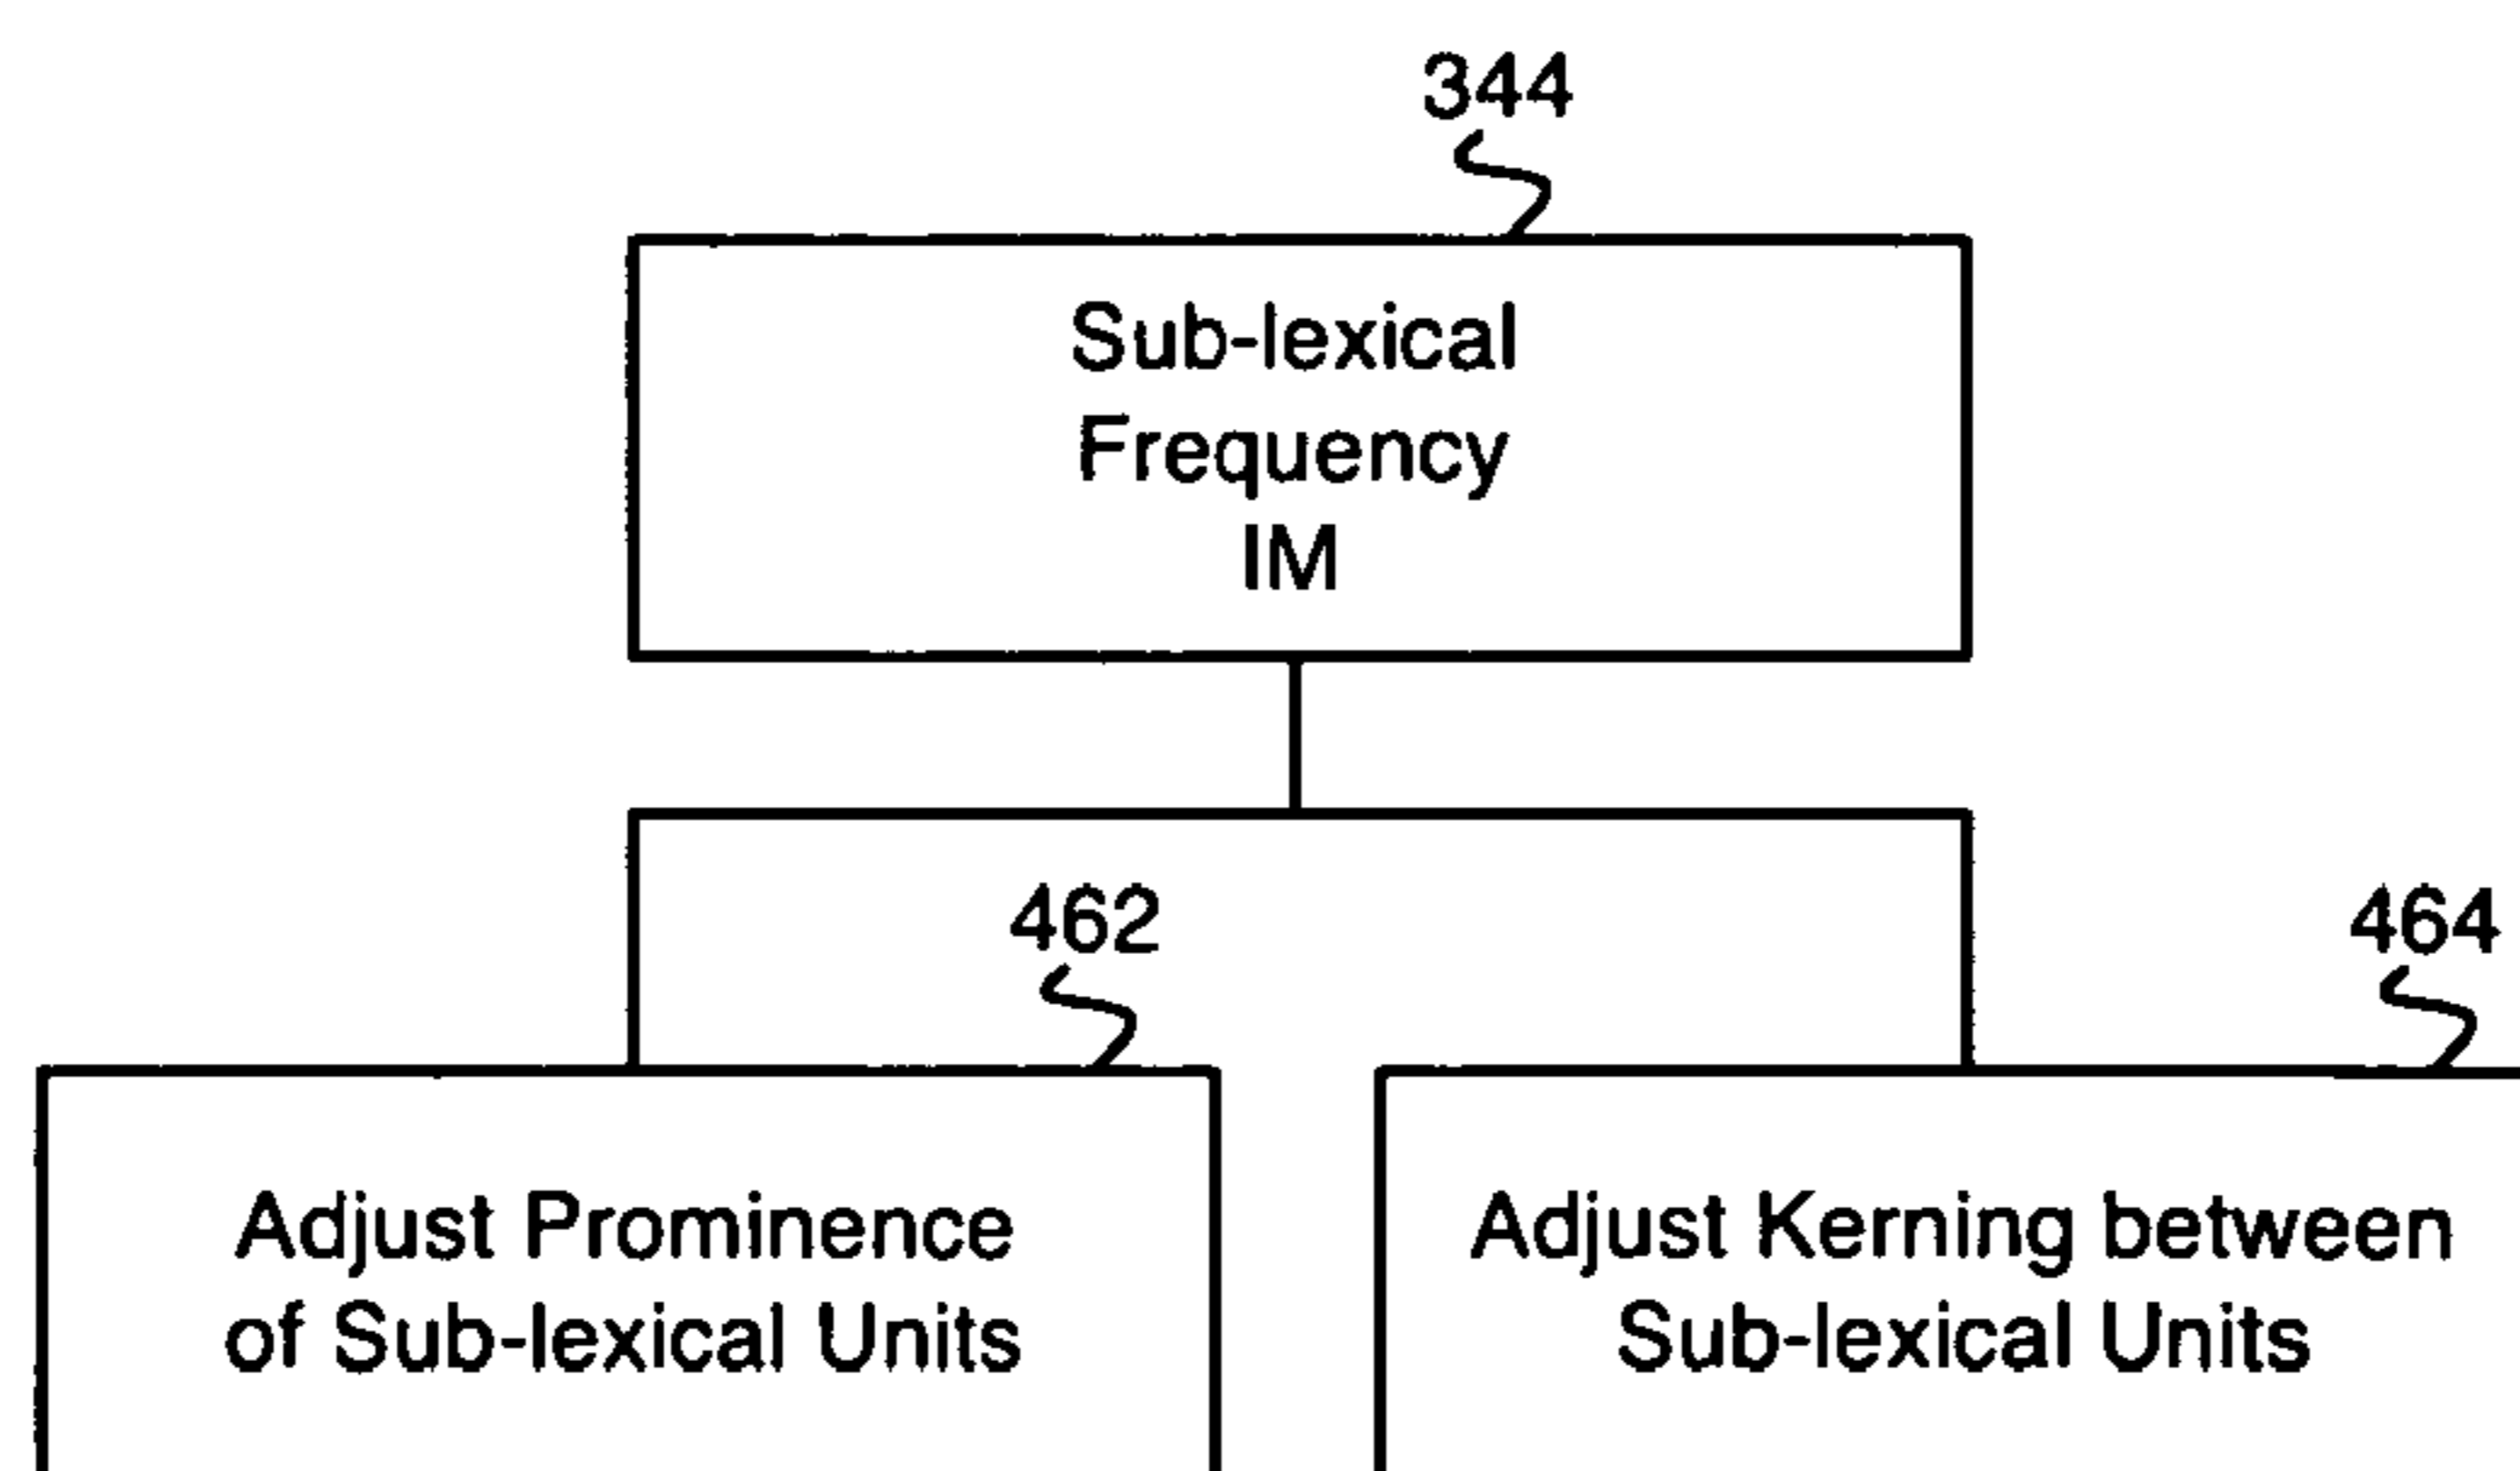 344
Sub-lexical
Frequency
IM
462
464
Adjust Prominence
of Sub-lexical Units
Adjust Kerning between
Sub-lexical Units